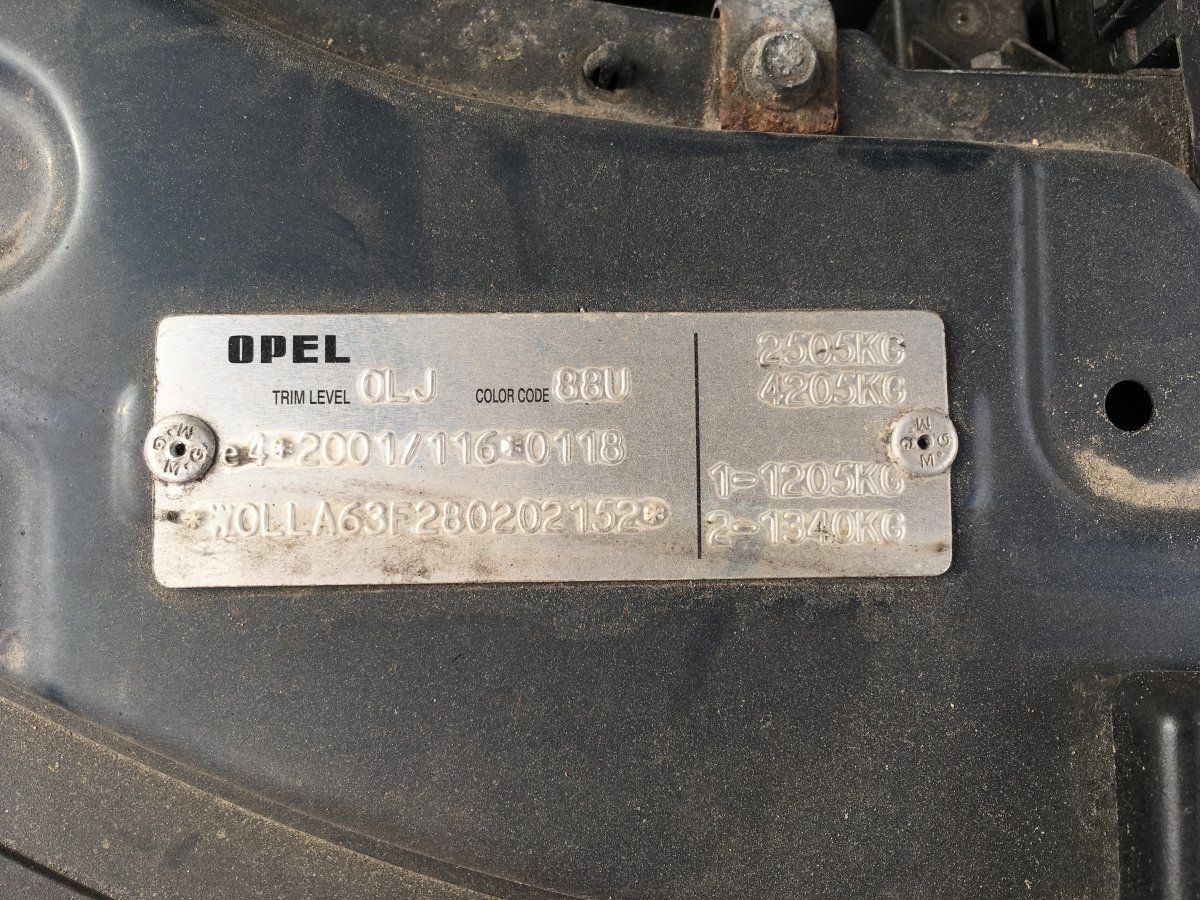 OPEL
TRIM LEVEL 0LJ COLOR CODE 88U
e4*2001/116*0118
*W0LLA63F280202152*
2505KG
4205KG
1-1205KG
2-1340KG